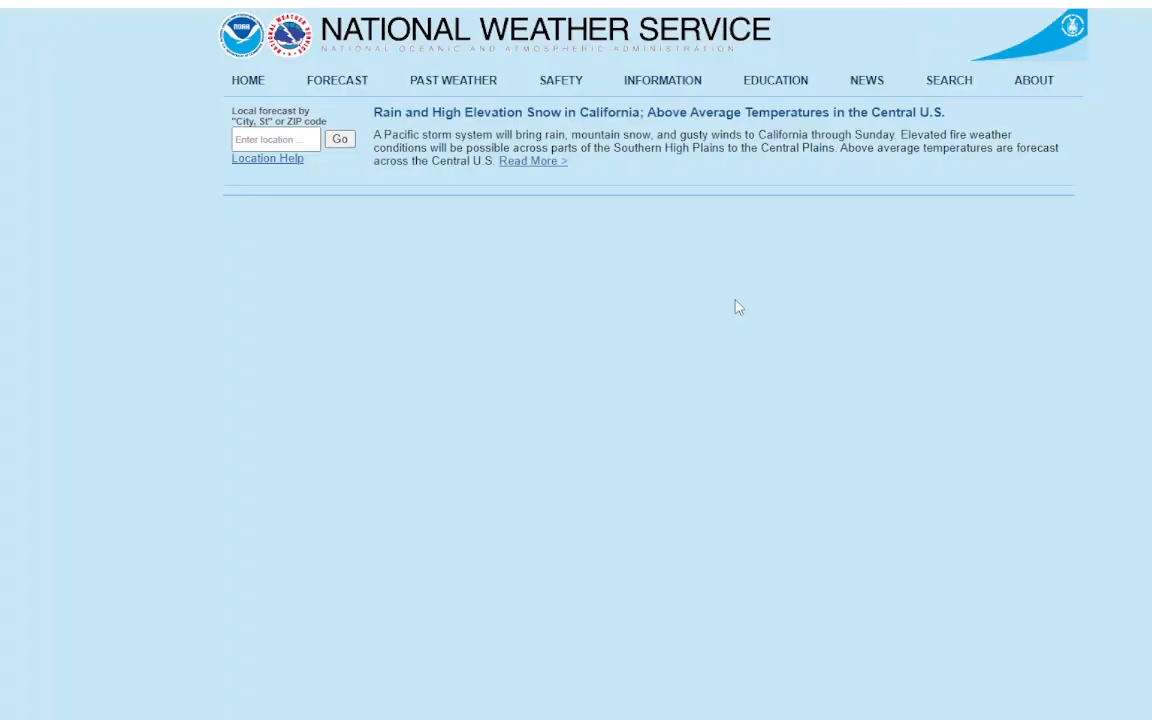 NATIONAL WEATHER SERVICE
NATIONAL OCEANIC AND ATMOSPHERIC ADMINISTRATION
HOME FORECAST PAST WEATHER SAFETY INFORMATION EDUCATION NEWS SEARCH ABOUT
Local forecast by
"City, St" or ZIP code
Enter location ...
Go
Location Help
Rain and High Elevation Snow in California; Above Average Temperatures in the Central U.S.
A Pacific storm system will bring rain, mountain snow, and gusty winds to California through Sunday. Elevated fire weather
conditions will be possible across parts of the Southern High Plains to the Central Plains. Above average temperatures are forecast
across the Central U.S. Read More >